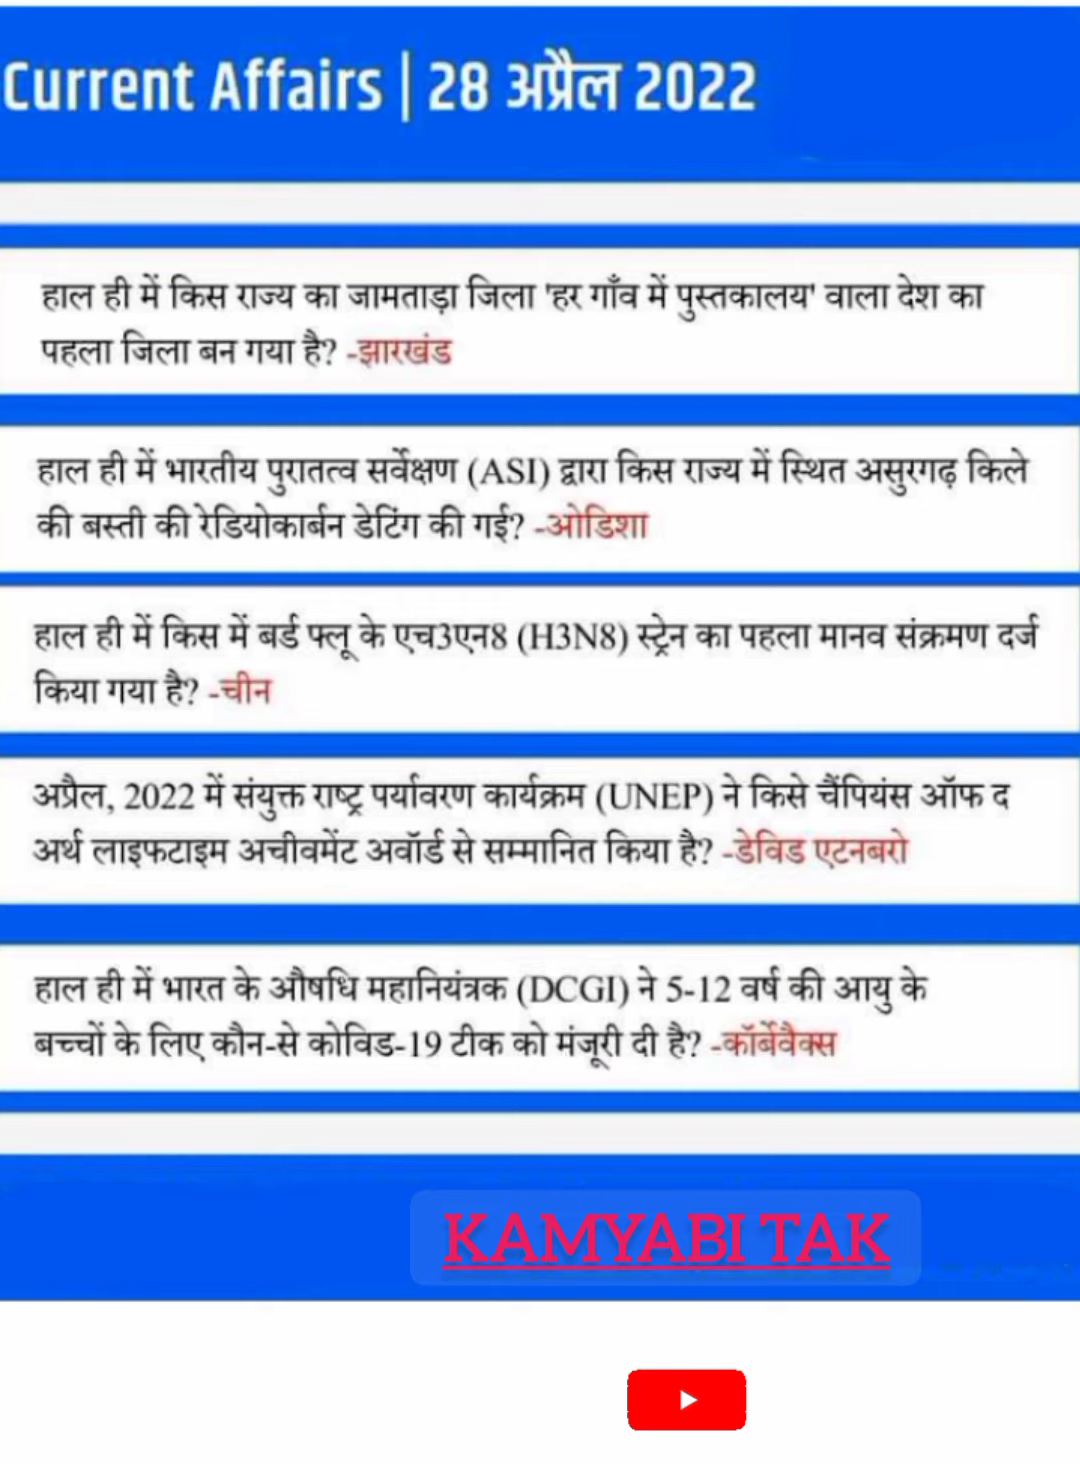 Current Affairs | 28 अप्रैल 2022
हाल ही में किस राज्य का जामताड़ा जिला 'हर गाँव में पुस्तकालय' वाला देश का
पहला जिला बन गया है? -झारखंड
हाल ही में भारतीय पुरातत्व सर्वेक्षण (ASI) द्वारा किस राज्य में स्थित असुरगढ़ किले
की बस्ती की रेडियोकार्बन डेटिंग की गई? -ओडिशा
हाल ही में किस में बर्ड फ्लू के एच3एन8 (H3N8) स्ट्रेन का पहला मानव संक्रमण दर्ज
किया गया है? -चीन
अप्रैल, 2022 में संयुक्त राष्ट्र पर्यावरण कार्यक्रम (UNEP) ने किसे चैंपियंस ऑफ द
अर्थ लाइफटाइम अचीवमेंट अवॉर्ड से सम्मानित किया है? -डेविड एटनबरो
हाल ही में भारत के औषधि महानियंत्रक (DCGI) ने 5-12 वर्ष की आयु के
बच्चों के लिए कौन-से कोविड-19 टीक को मंजूरी दी है? -कॉर्बेवैक्स
KAMYABI TAK